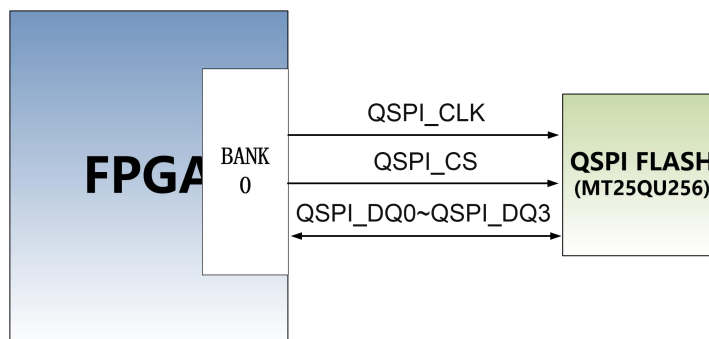 FPGA
BANK
0
QSPI_CLK
QSPI_CS
QSPI_DQ0~QSPI_DQ3
QSPI FLASH
(MT25QU256)